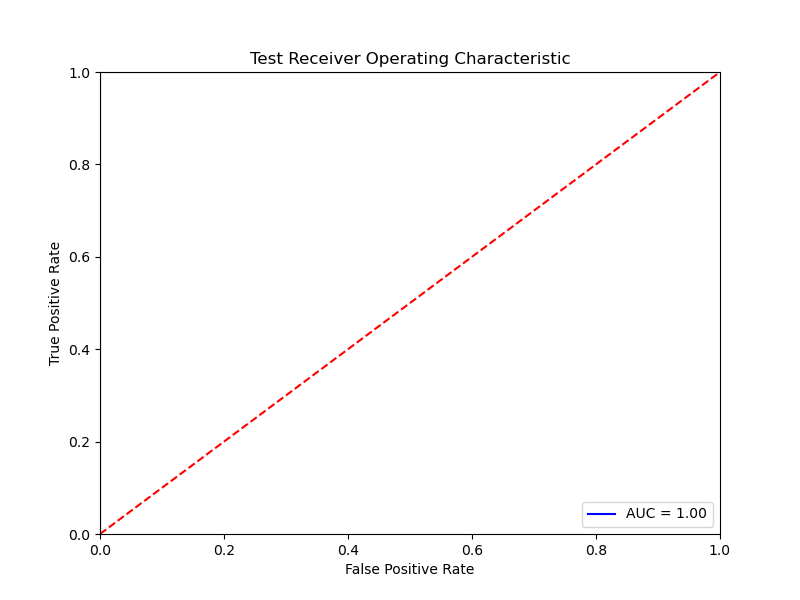 Test Receiver Operating Characteristic
1.0
0.8
0.6
0.4
0.2
0.0
True Positive Rate
AUC = 1.00
0.0 0.2 0.4 0.6 0.8 1.0
False Positive Rate